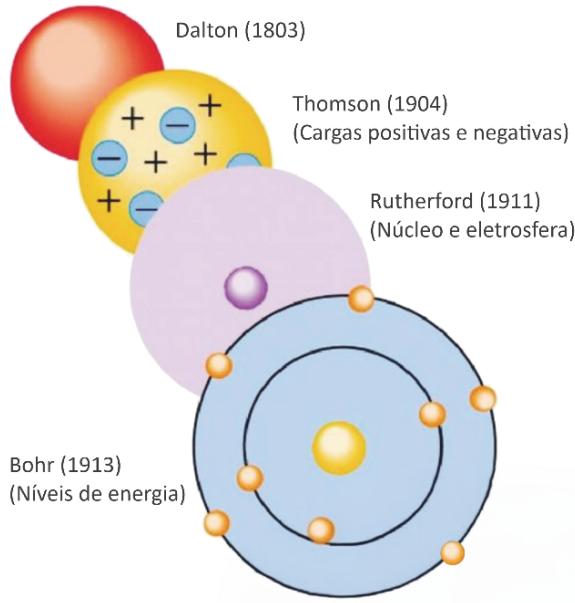 Dalton (1803)
Thomson (1904)
(Cargas positivas e negativas)
Rutherford (1911)
(Núcleo e eletrosfera)
Bohr (1913)
(Níveis de energia)